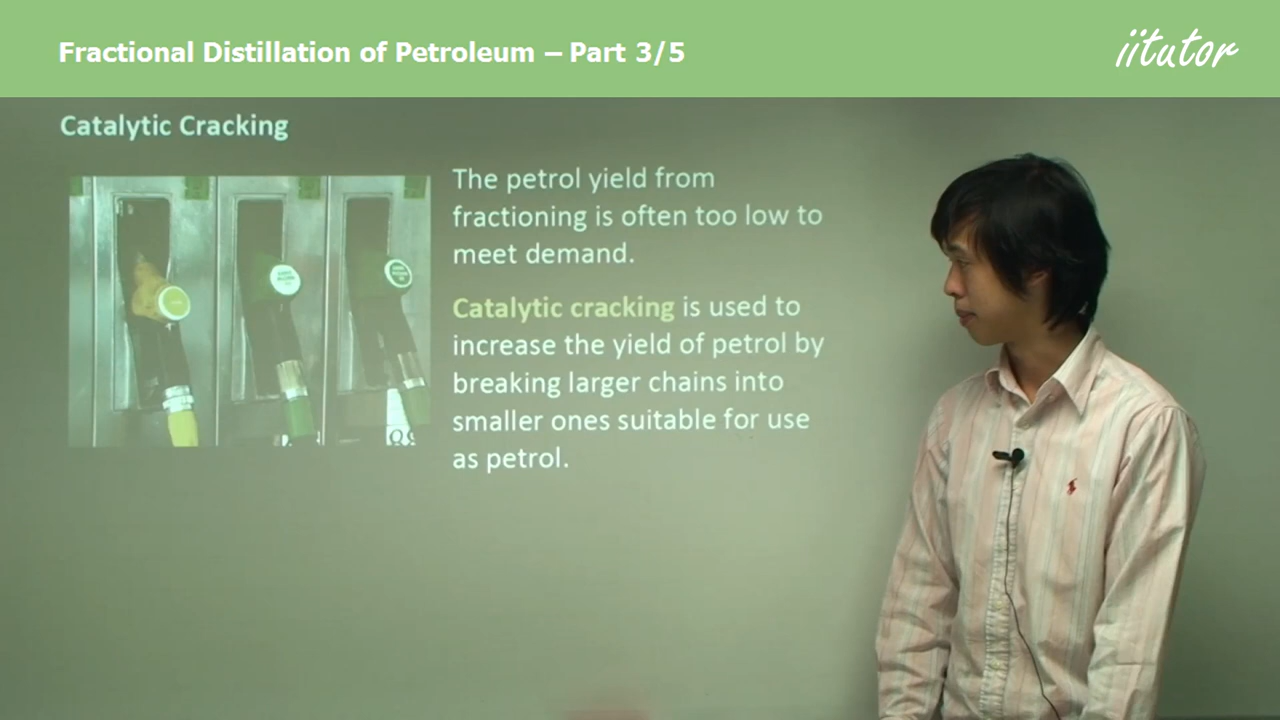 Fractional Distillation of Petroleum – Part 3/5
iitutor
Catalytic Cracking
The petrol yield from
fractioning is often too low to
meet demand.
Catalytic cracking is used to
increase the yield of petrol by
breaking larger chains into
smaller ones suitable for use
as petrol.